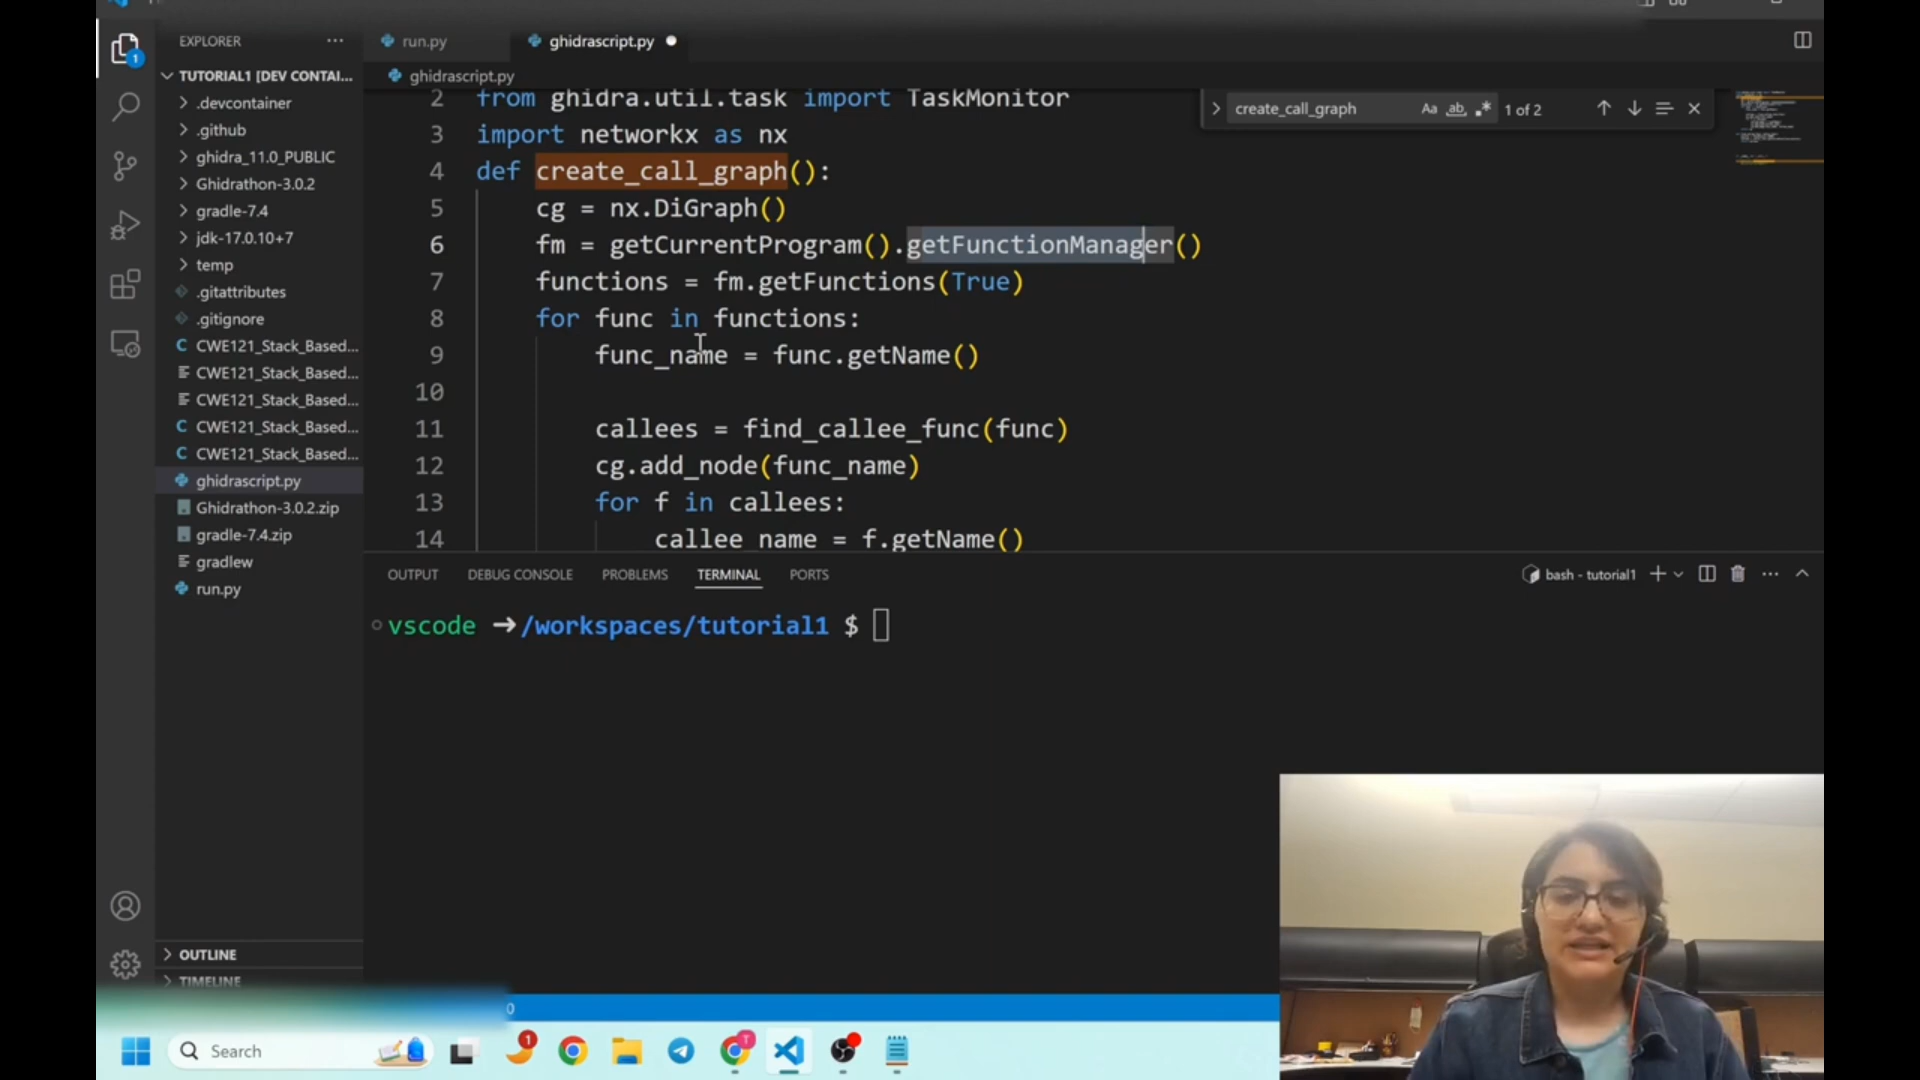 EXPLORER
TUTORIAL1 [DEV CONTAI...
.devcontainer
.github
ghidra_11.0_PUBLIC
Ghidrathon-3.0.2
gradle-7.4
jdk-17.0.10+7
temp
.gitattributes
.gitignore
CWE121_Stack_Based...
CWE121_Stack_Based...
CWE121_Stack_Based...
CWE121_Stack_Based...
CWE121_Stack_Based...
ghidrascript.py
Ghidrathon-3.0.2.zip
gradle-7.4.zip
gradlew
run.py
OUTLINE
TIMELINE
run.py
ghidrascript.py
ghidrascript.py
create_call_graph
Aa ab 1 of 2
2 from ghidra.util.task import TaskMonitor
3 import networkx as nx
4 def create_call_graph():
5 cg = nx.DiGraph()
6 fm = getCurrentProgram().getFunctionManager()
7 functions = fm.getFunctions(True)
8 for func in functions:
9 func_name = func.getName()
10
11 callees = find_callee_func(func)
12 cg.add_node(func_name)
13 for f in callees:
14 callee_name = f.getName()
OUTPUT DEBUG CONSOLE PROBLEMS TERMINAL PORTS
bash - tutorial1
vscode ➜ /workspaces/tutorial1 $
0
Search
1
T